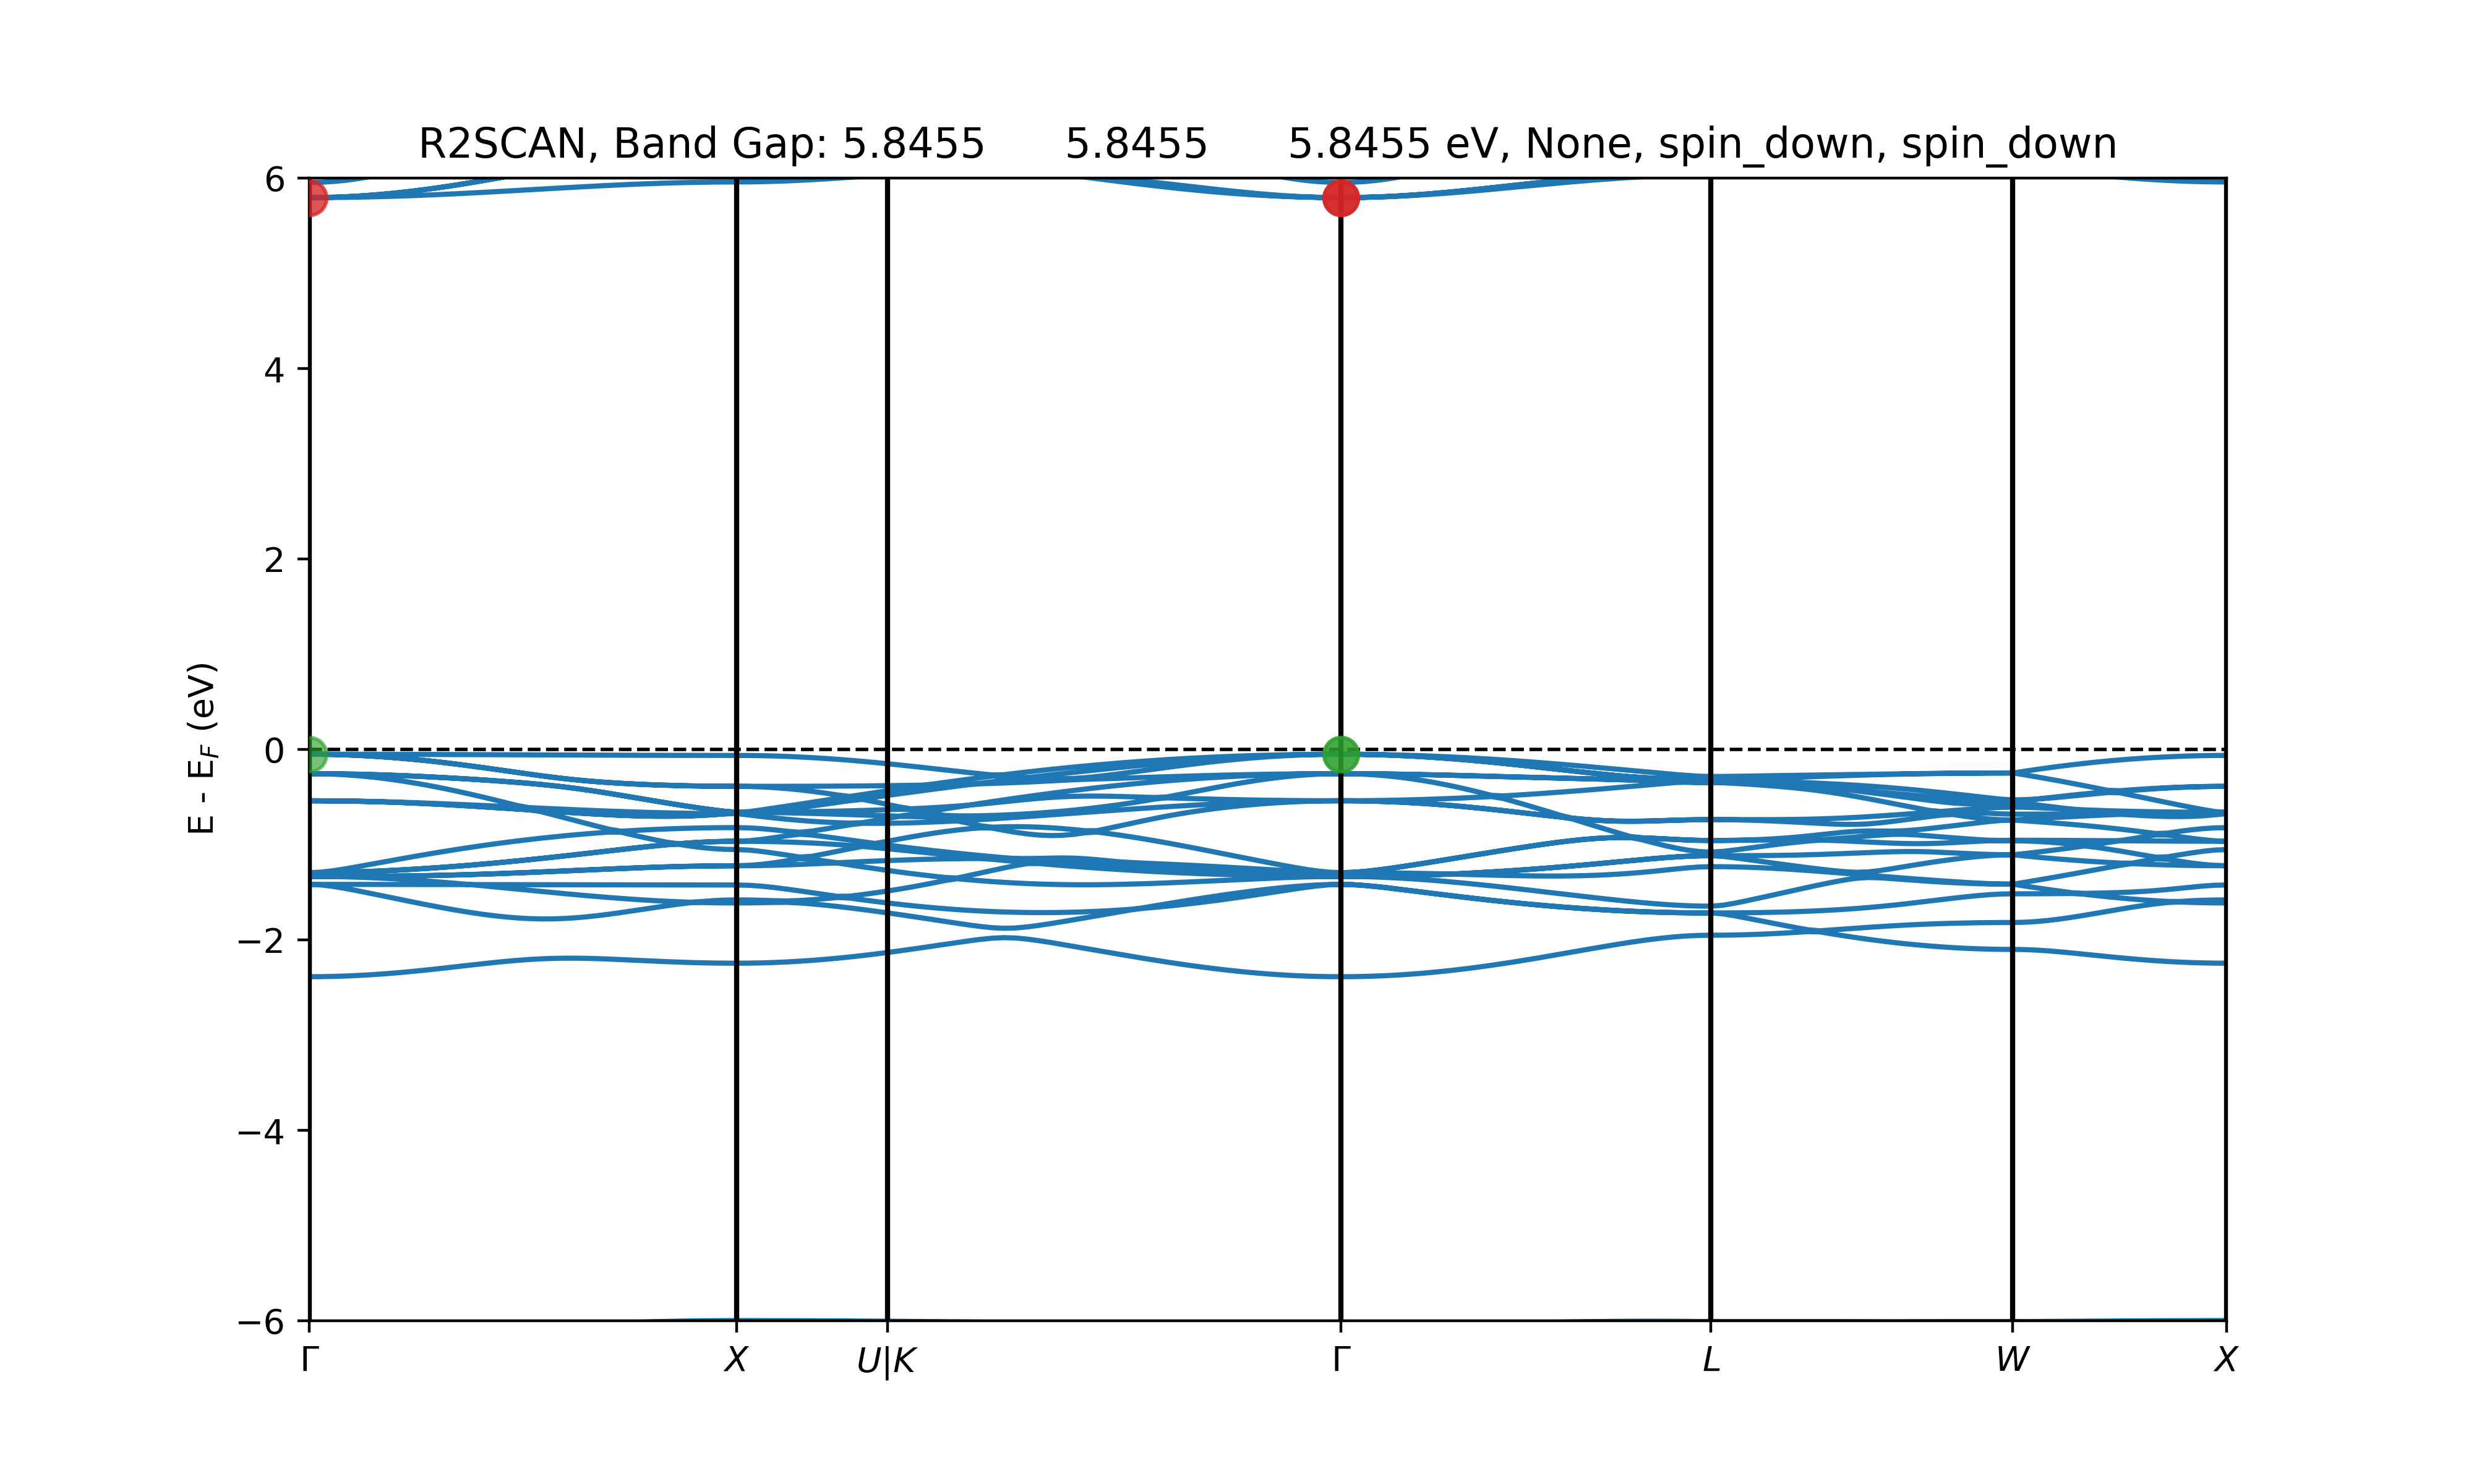 R2SCAN, Band Gap: 5.8455 5.8455 5.8455 eV, None, spin_down, spin_down
6
4
2
0
−2
−4
−6
E - E_F (eV)
Γ X U|K Γ L W X